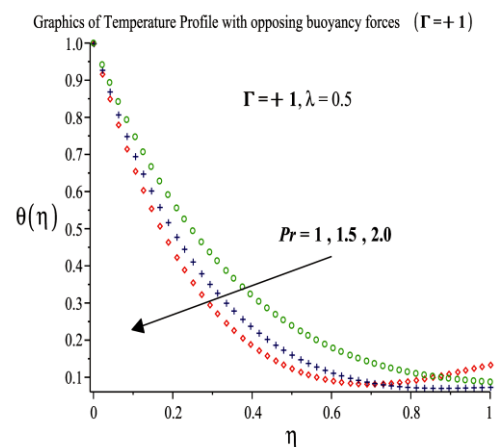 Graphics of Temperature Profile with opposing buoyancy forces (Γ=+1)
1.0
0.9
0.8
0.7
0.6
0.5
0.4
0.3
0.2
0.1
θ(η)
Γ=+1, λ=0.5
Pr = 1 , 1.5 , 2.0
0 0.2 0.4 0.6 0.8 1
η